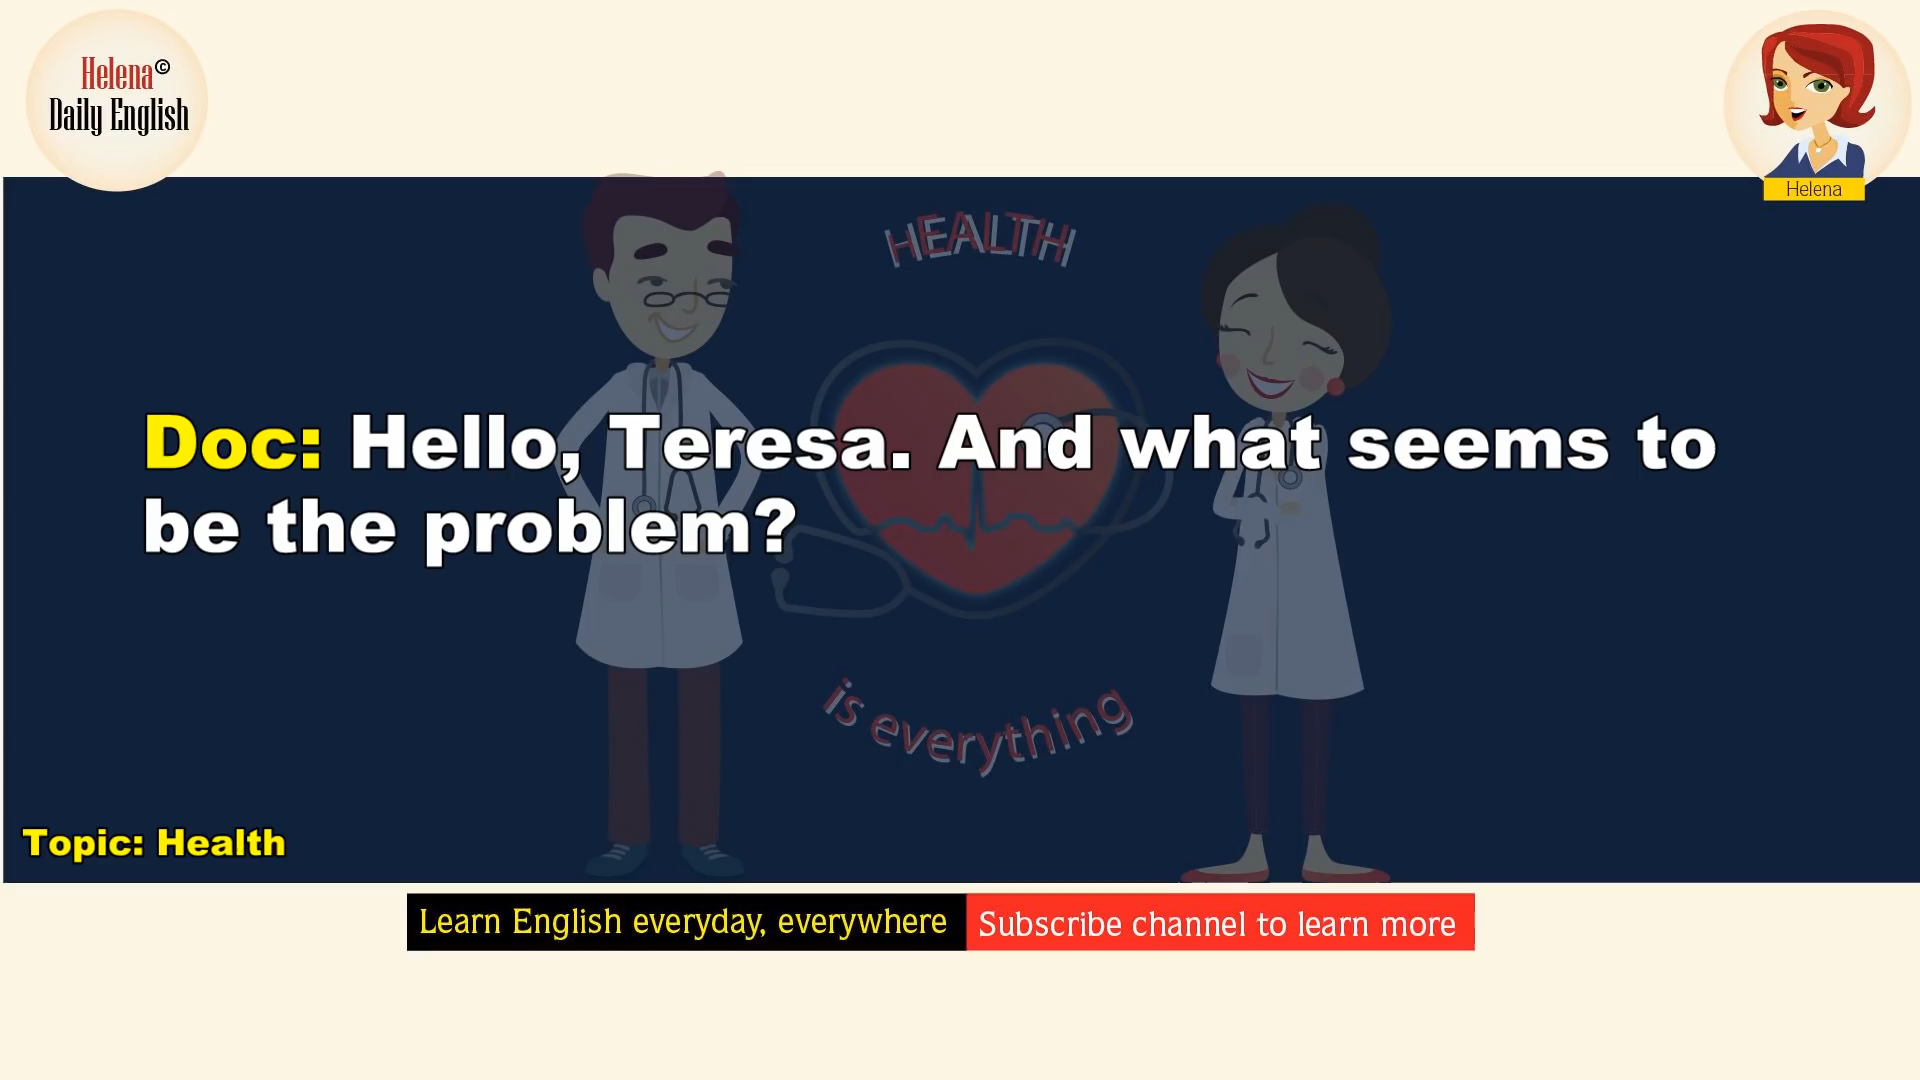 Helena©
Daily English
Helena
HEALTH
Doc: Hello, Teresa. And what seems to
be the problem?
is everything
Topic: Health
Learn English everyday, everywhere
Subscribe channel to learn more